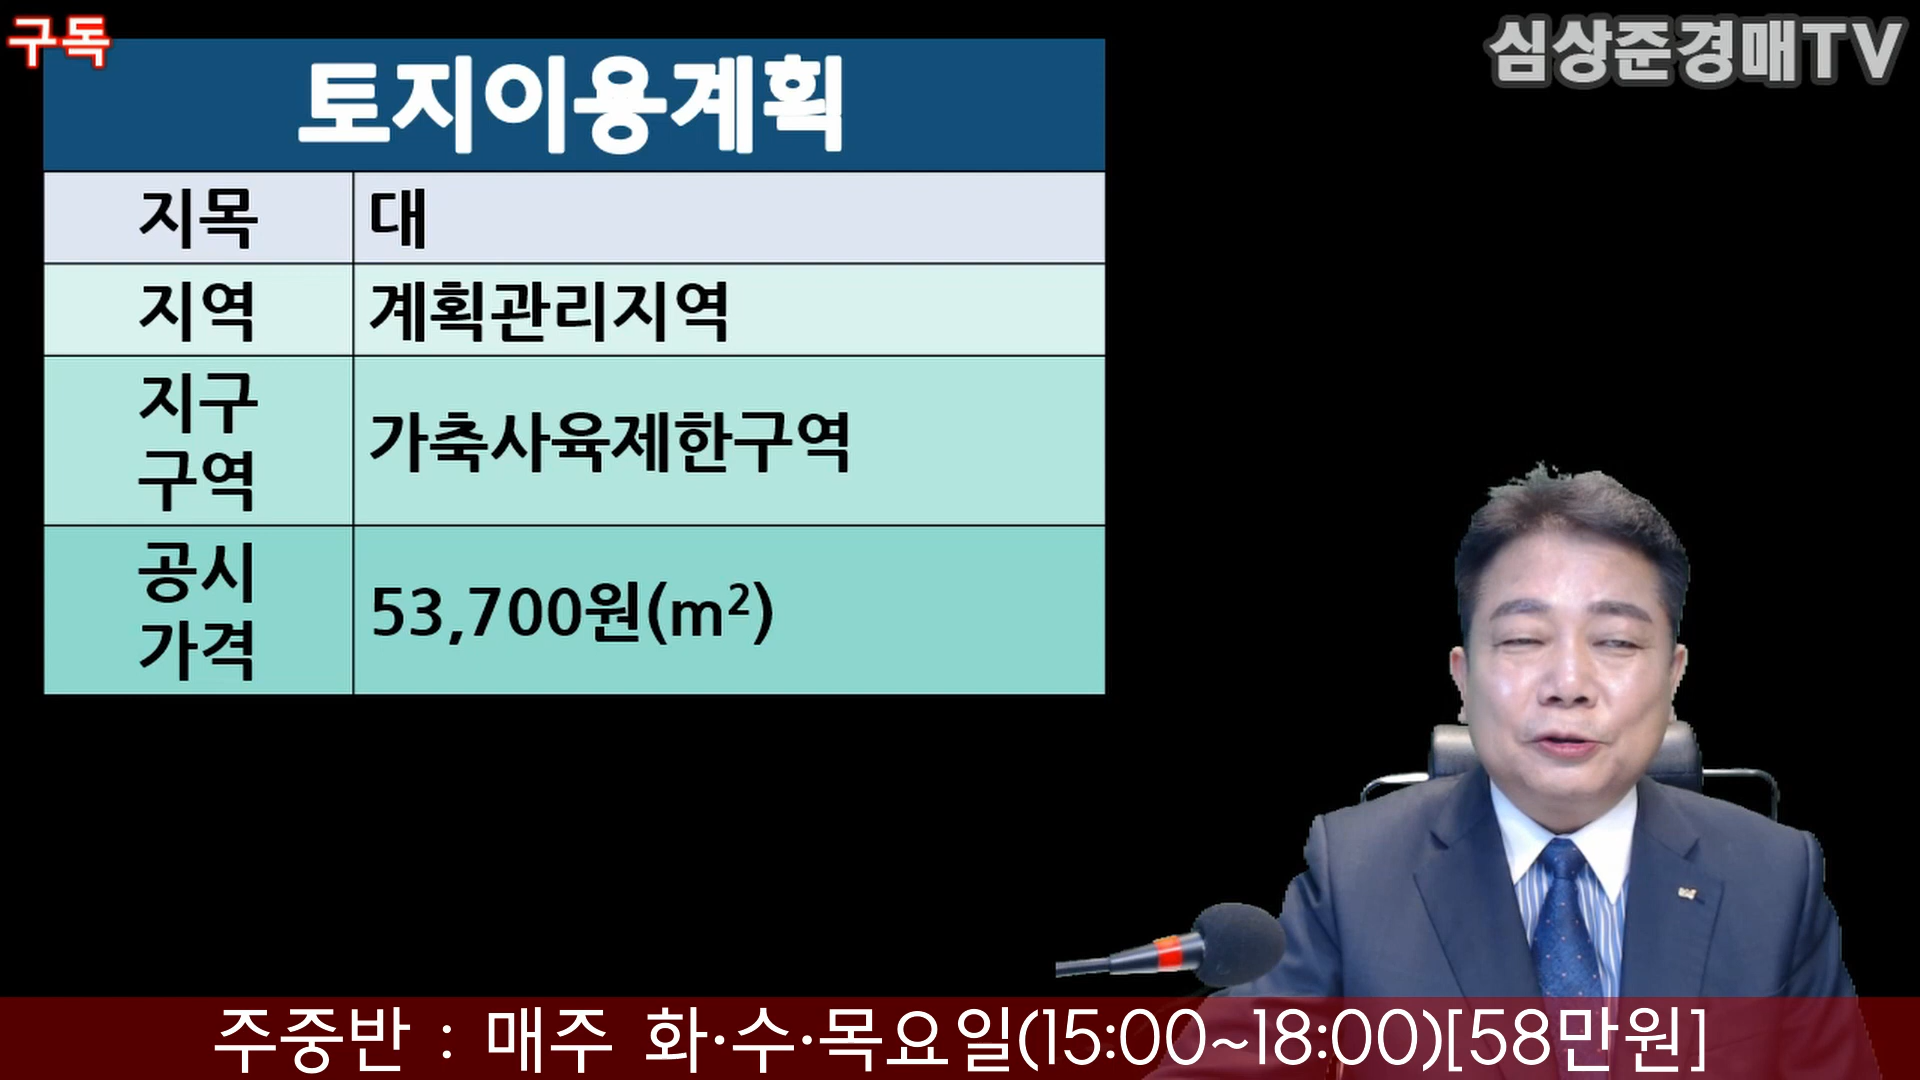 구독
심상준경매TV
토지이용계획
지목 대
지역 계획관리지역
지구
구역
가축사육제한구역
공시
가격
53,700원(m²)
주중반 : 매주 화·수·목요일(15:00~18:00)[58만원]